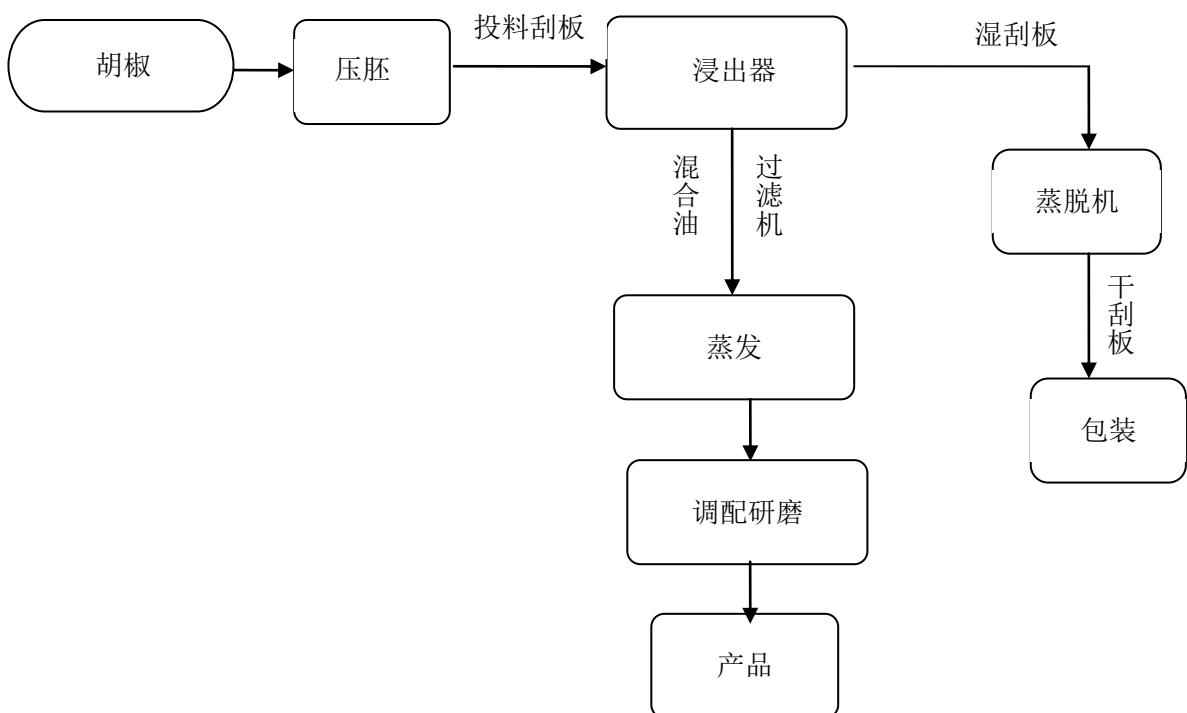 胡椒
压胚
投料刮板
浸出器
湿刮板
混合油
过滤机
蒸脱机
干刮板
蒸发
包装
调配研磨
产品